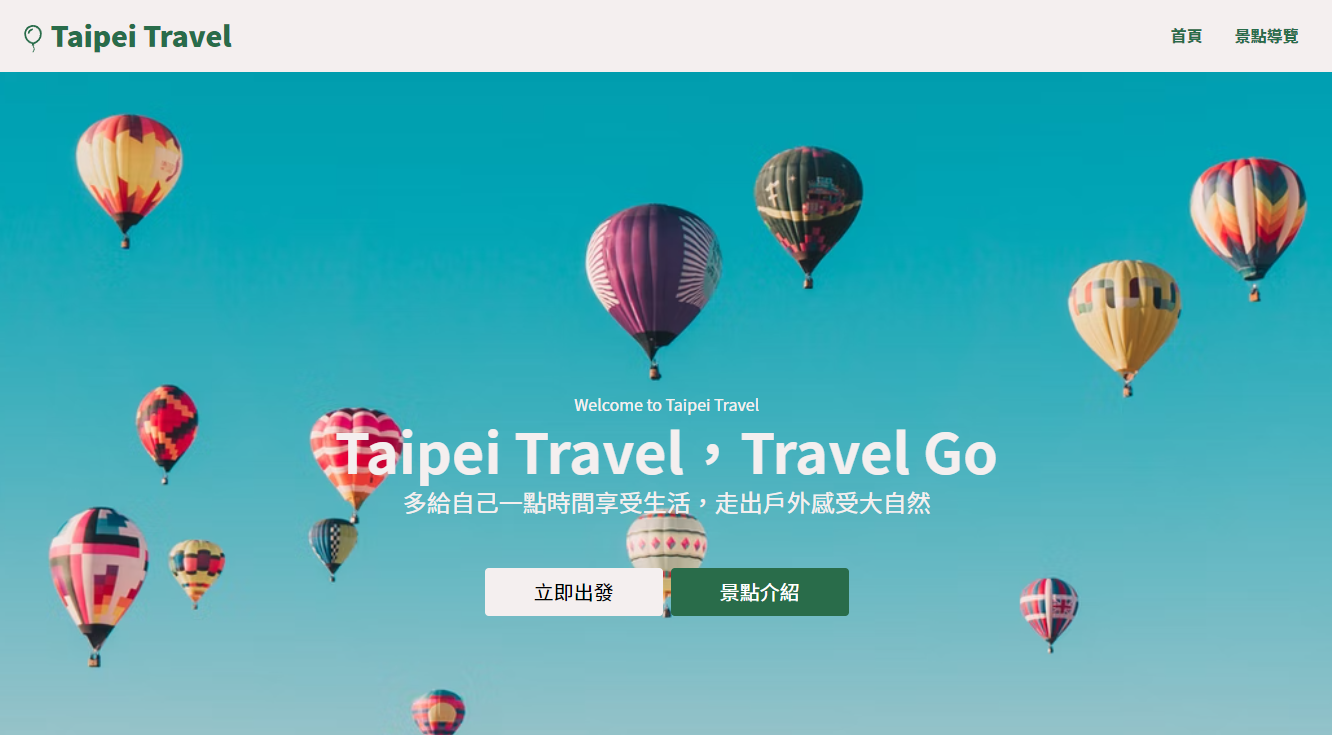 Taipei Travel
首頁
景點導覽
Welcome to Taipei Travel
Taipei Travel，Travel Go
多給自己一點時間享受生活，走出戶外感受大自然
立即出發
景點介紹